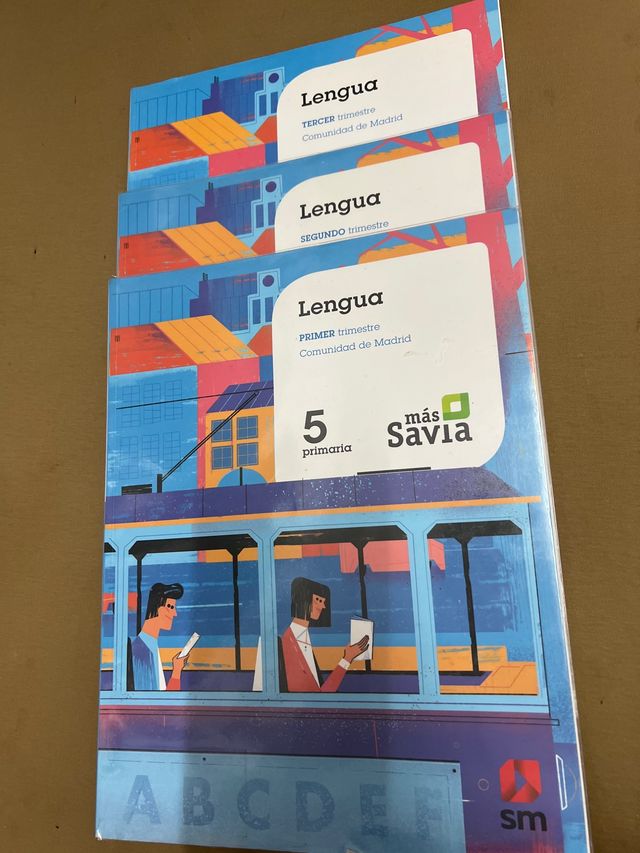 Lengua
TERCER trimestre
Comunidad de Madrid
Lengua
SEGUNDO trimestre
Lengua
PRIMER trimestre
Comunidad de Madrid
5
primaria
más
Savia
ABCDEF
sm